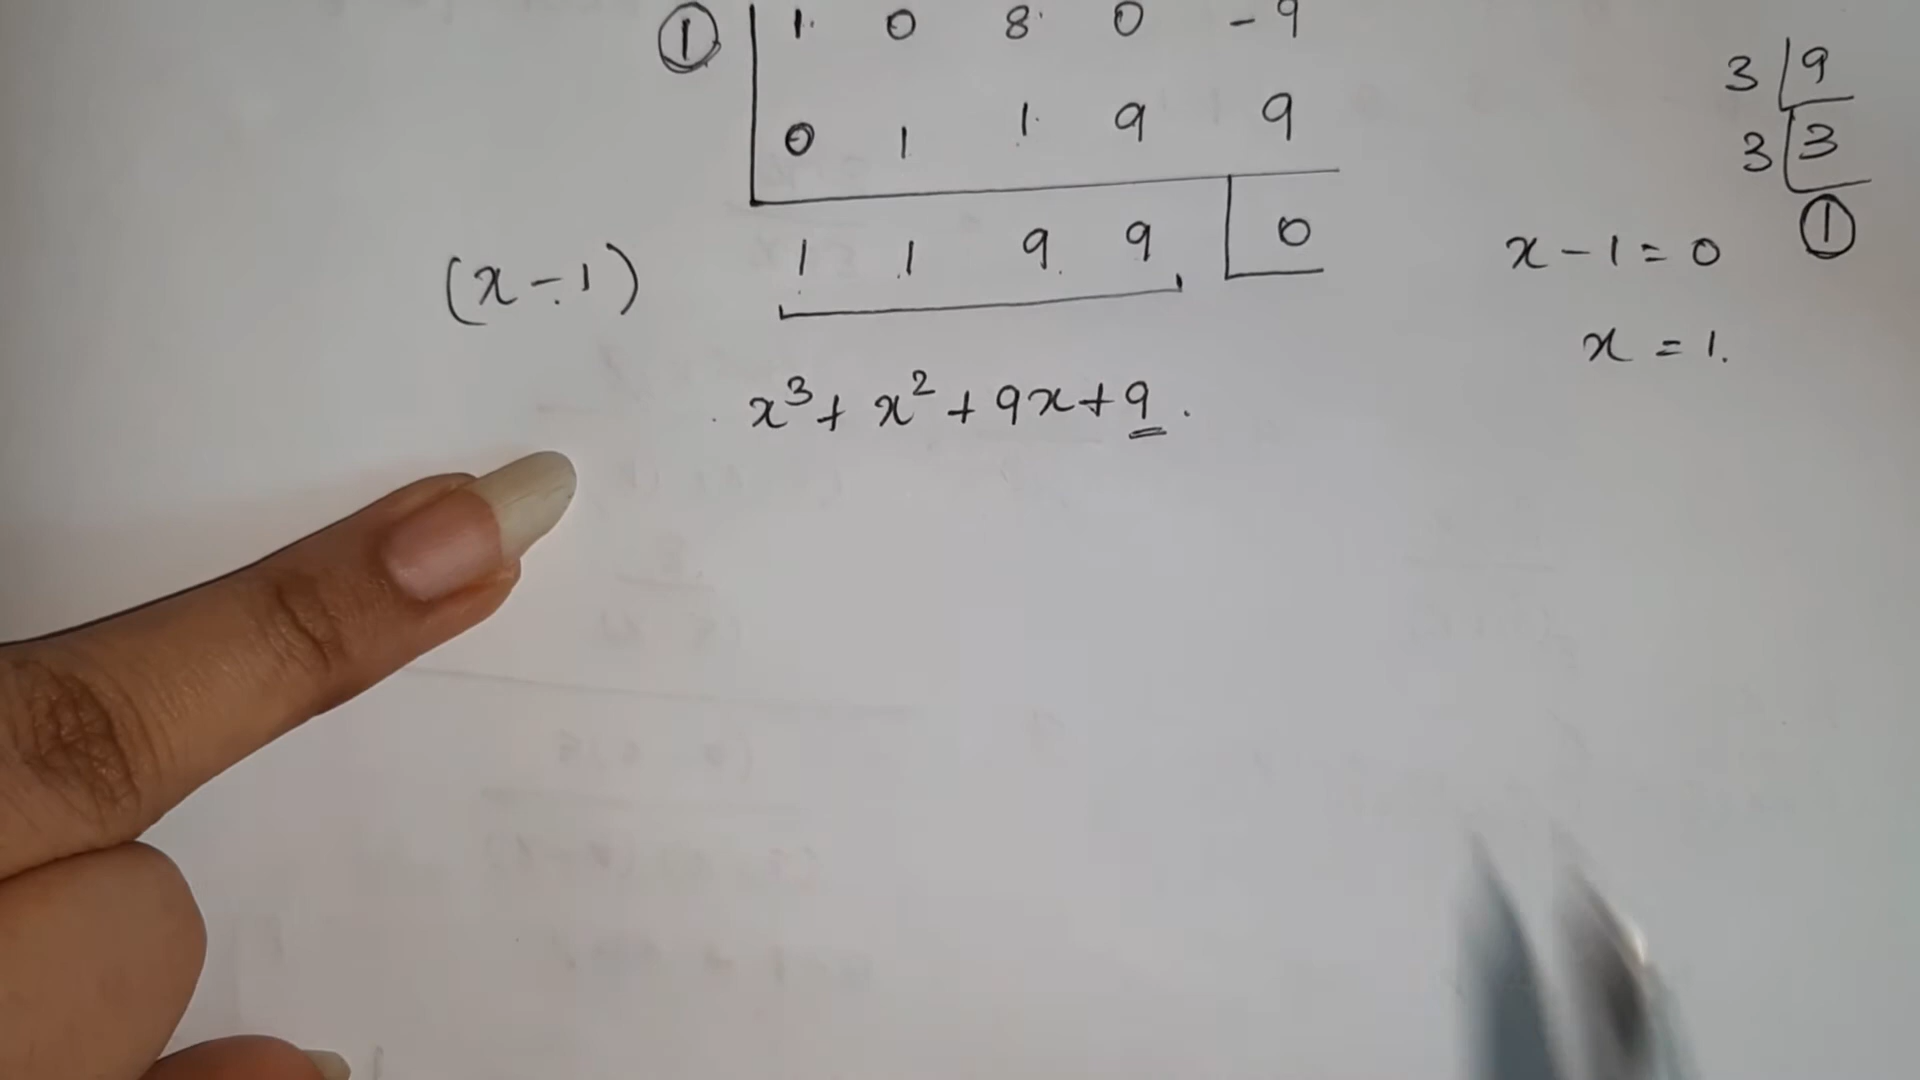 ① 1 0 8 0 -9
0 1 1 9 9
1 1 9 9 0
(x-1)
x³ + x² + 9x + 9.
3 9
3 3
①
x - 1 = 0
x = 1.